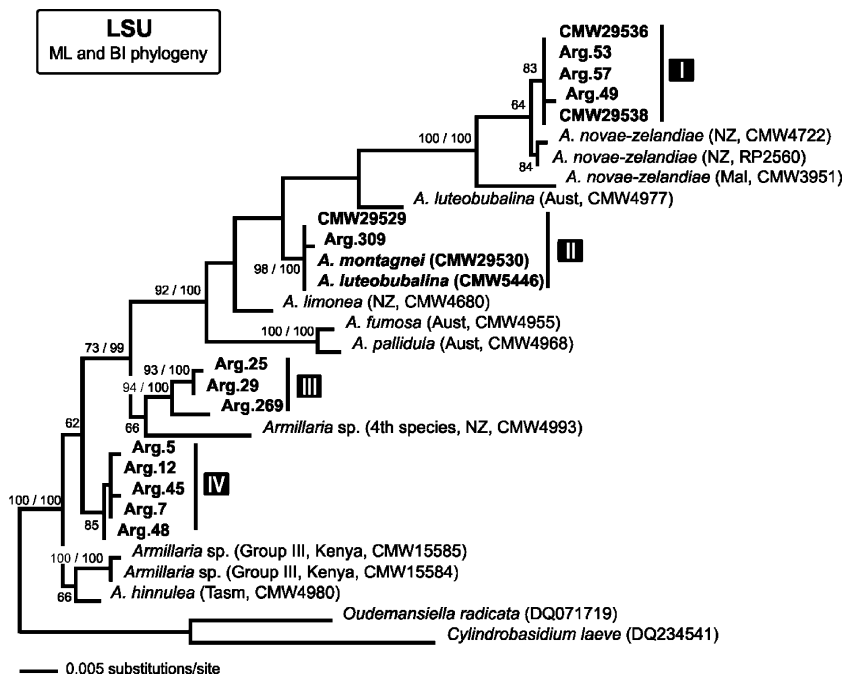 LSU
ML and BI phylogeny
CMW29536
Arg.53
83
Arg.57
I
Arg.49
64
CMW29538
100 / 100
A. novae-zelandiae (NZ, CMW4722)
A. novae-zelandiae (NZ, RP2560)
84
A. novae-zelandiae (Mal, CMW3951)
A. luteobubalina (Aust, CMW4977)
CMW29529
Arg.309
II
A. montagnei (CMW29530)
98 / 100
A. luteobubalina (CMW5446)
92 / 100
A. limonea (NZ, CMW4680)
A. fumosa (Aust, CMW4955)
100 / 100
A. pallidula (Aust, CMW4968)
73 / 99
Arg.25
93 / 100
Arg.29
III
94 / 100
Arg.269
66
Armillaria sp. (4th species, NZ, CMW4993)
62
Arg.5
Arg.12
Arg.45
IV
100 / 100
Arg.7
85
Arg.48
Armillaria sp. (Group III, Kenya, CMW15585)
100 / 100
Armillaria sp. (Group III, Kenya, CMW15584)
66
A. hinnulea (Tasm, CMW4980)
Oudemansiella radicata (DQ071719)
Cylindrobasidium laeve (DQ234541)
0.005 substitutions/site